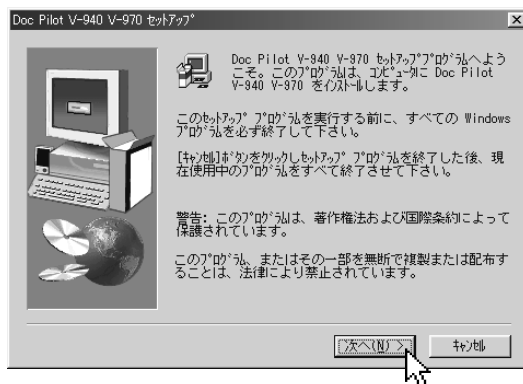 Doc Pilot V-940 V-970 ｾｯﾄｱｯﾌﾟ
Doc Pilot V-940 V-970 ｾｯﾄｱｯﾌﾟﾌﾟﾛｸﾞﾗﾑへよう
こそ。このﾌﾟﾛｸﾞﾗﾑは、ｺﾝﾋﾟｭｰﾀに Doc Pilot
V-940 V-970 をｲﾝｽﾄｰﾙします。
このｾｯﾄｱｯﾌﾟ ﾌﾟﾛｸﾞﾗﾑを実行する前に、すべての Windows
ﾌﾟﾛｸﾞﾗﾑを必ず終了して下さい。
[ｷｬﾝｾﾙ]ﾎﾞﾀﾝをｸﾘｯｸしｾｯﾄｱｯﾌﾟ ﾌﾟﾛｸﾞﾗﾑを終了した後、現
在使用中のﾌﾟﾛｸﾞﾗﾑをすべて終了させて下さい。
警告: このﾌﾟﾛｸﾞﾗﾑは、著作権法および国際条約によって
保護されています。
このﾌﾟﾛｸﾞﾗﾑ、またはその一部を無断で複製または配布す
ることは、法律により禁止されています。
次へ(N) >
ｷｬﾝｾﾙ